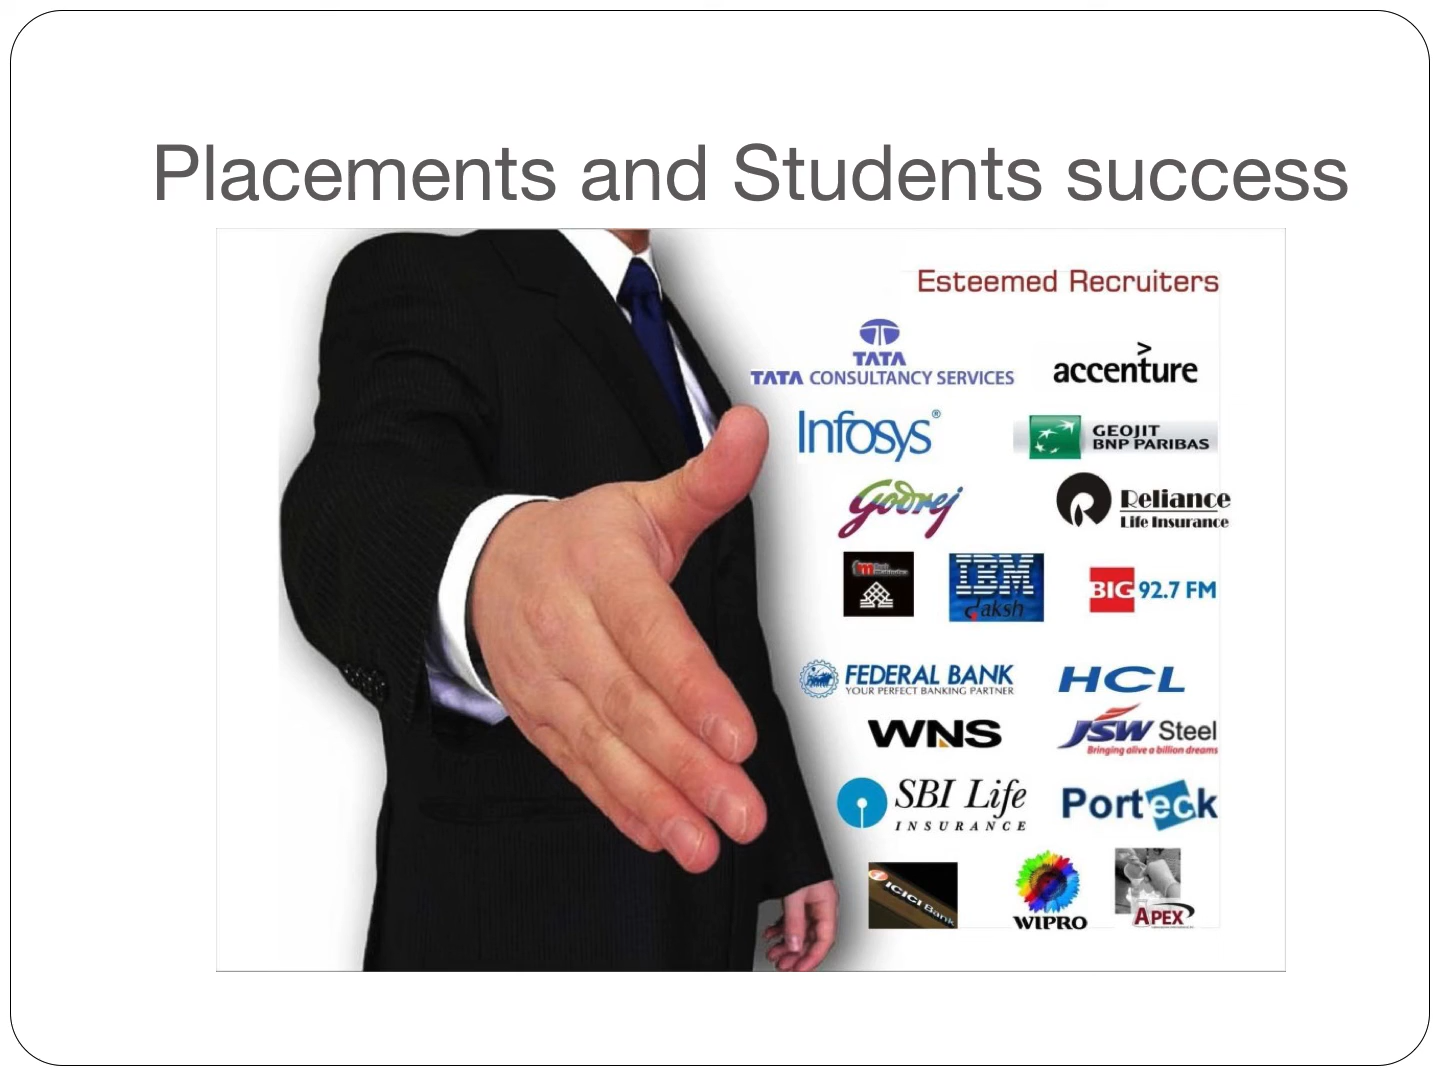 Placements and Students success
Esteemed Recruiters
TATA
TATA CONSULTANCY SERVICES
accenture
Infosys®
GEOJIT
BNP PARIBAS
Godrej
Reliance
Life Insurance
IBM
daksh
BIG 92.7 FM
FEDERAL BANK
YOUR PERFECT BANKING PARTNER
HCL
WNS
JSW Steel
Bringing alive a billion dreams
SBI Life
INSURANCE
Porteck
ICICI Bank
WIPRO
APEX